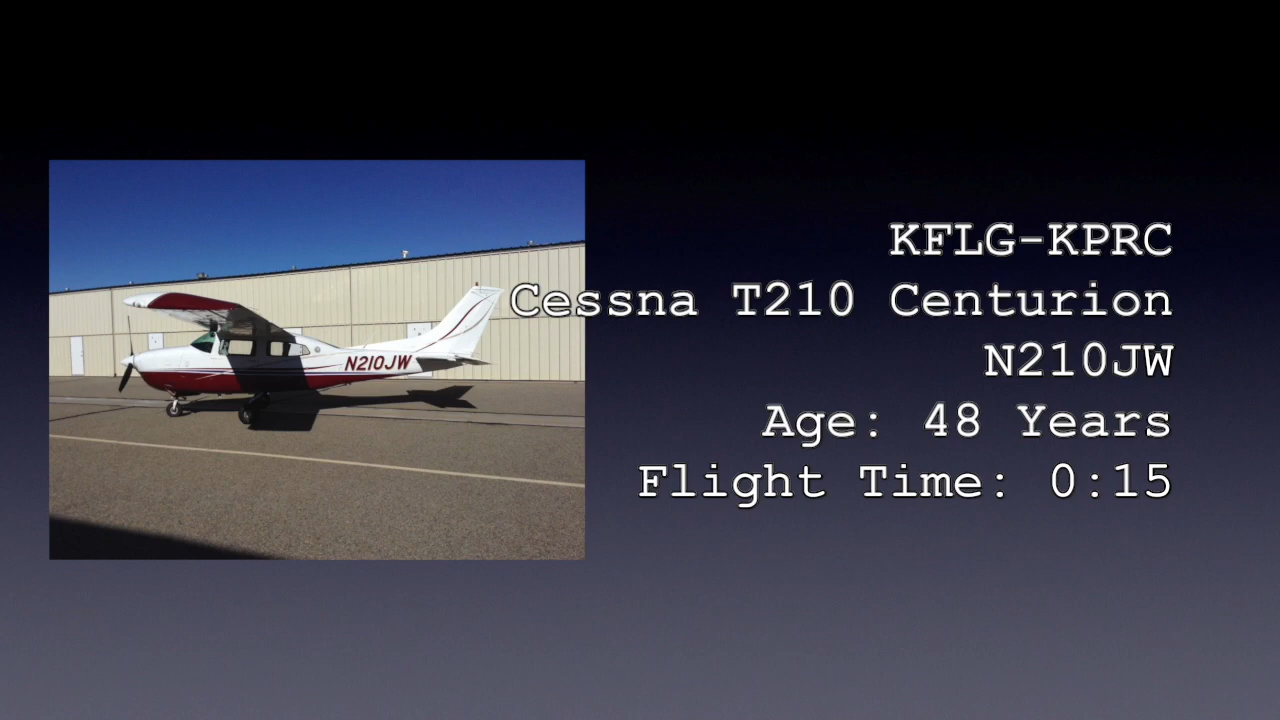 KFLG-KPRC
Cessna T210 Centurion
N210JW
Age: 48 Years
Flight Time: 0:15
N210JW